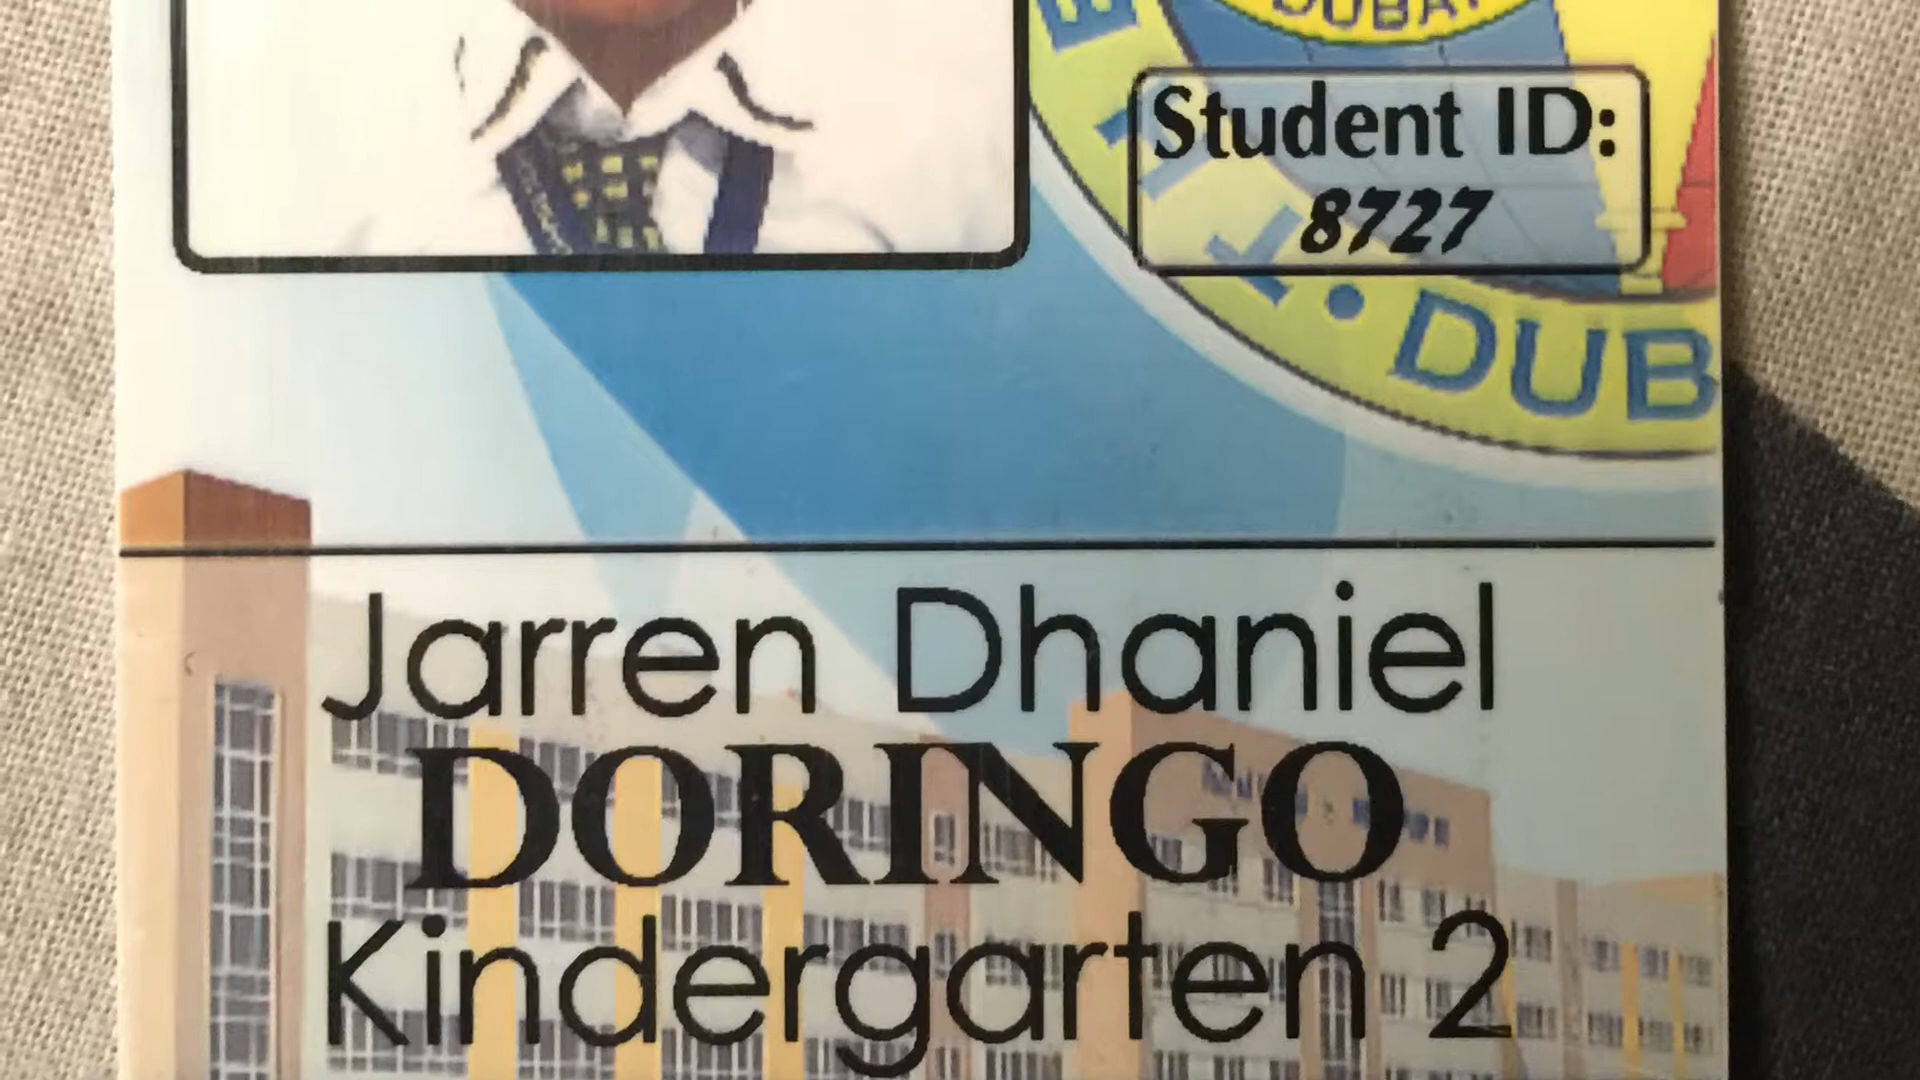 DUBAI
Student ID:
8727
DUB
Jarren Dhaniel
DORINGO
Kindergarten 2